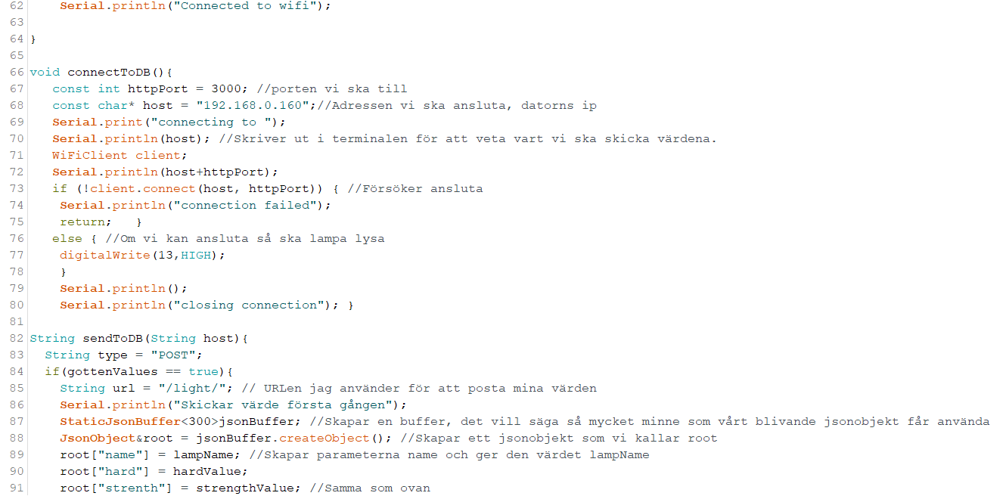 62     Serial.println("Connected to wifi");
63
64 }
65
66 void connectToDB(){
67    const int httpPort = 3000; //porten vi ska till
68    const char* host = "192.168.0.160";//Adressen vi ska ansluta, datorns ip
69    Serial.print("connecting to ");
70    Serial.println(host); //Skriver ut i terminalen för att veta vart vi ska skicka värdena.
71    WiFiClient client;
72    Serial.println(host+httpPort);
73    if (!client.connect(host, httpPort)) { //Försöker ansluta
74     Serial.println("connection failed");
75     return;   }
76    else { //Om vi kan ansluta så ska lampa lysa
77     digitalWrite(13,HIGH);
78     }
79     Serial.println();
80     Serial.println("closing connection"); }
81
82 String sendToDB(String host){
83   String type = "POST";
84   if(gottenValues == true){
85     String url = "/light/"; // URLen jag använder för att posta mina värden
86     Serial.println("Skickar värde första gången");
87     StaticJsonBuffer<300>jsonBuffer; //Skapar en buffer, det vill säga så mycket minne som vårt blivande jsonobjekt får använda
88     JsonObject&root = jsonBuffer.createObject(); //Skapar ett jsonobjekt som vi kallar root
89     root["name"] = lampName; //Skapar parameterna name och ger den värdet lampName
90     root["hard"] = hardValue;
91     root["strenth"] = strengthValue; //Samma som ovan